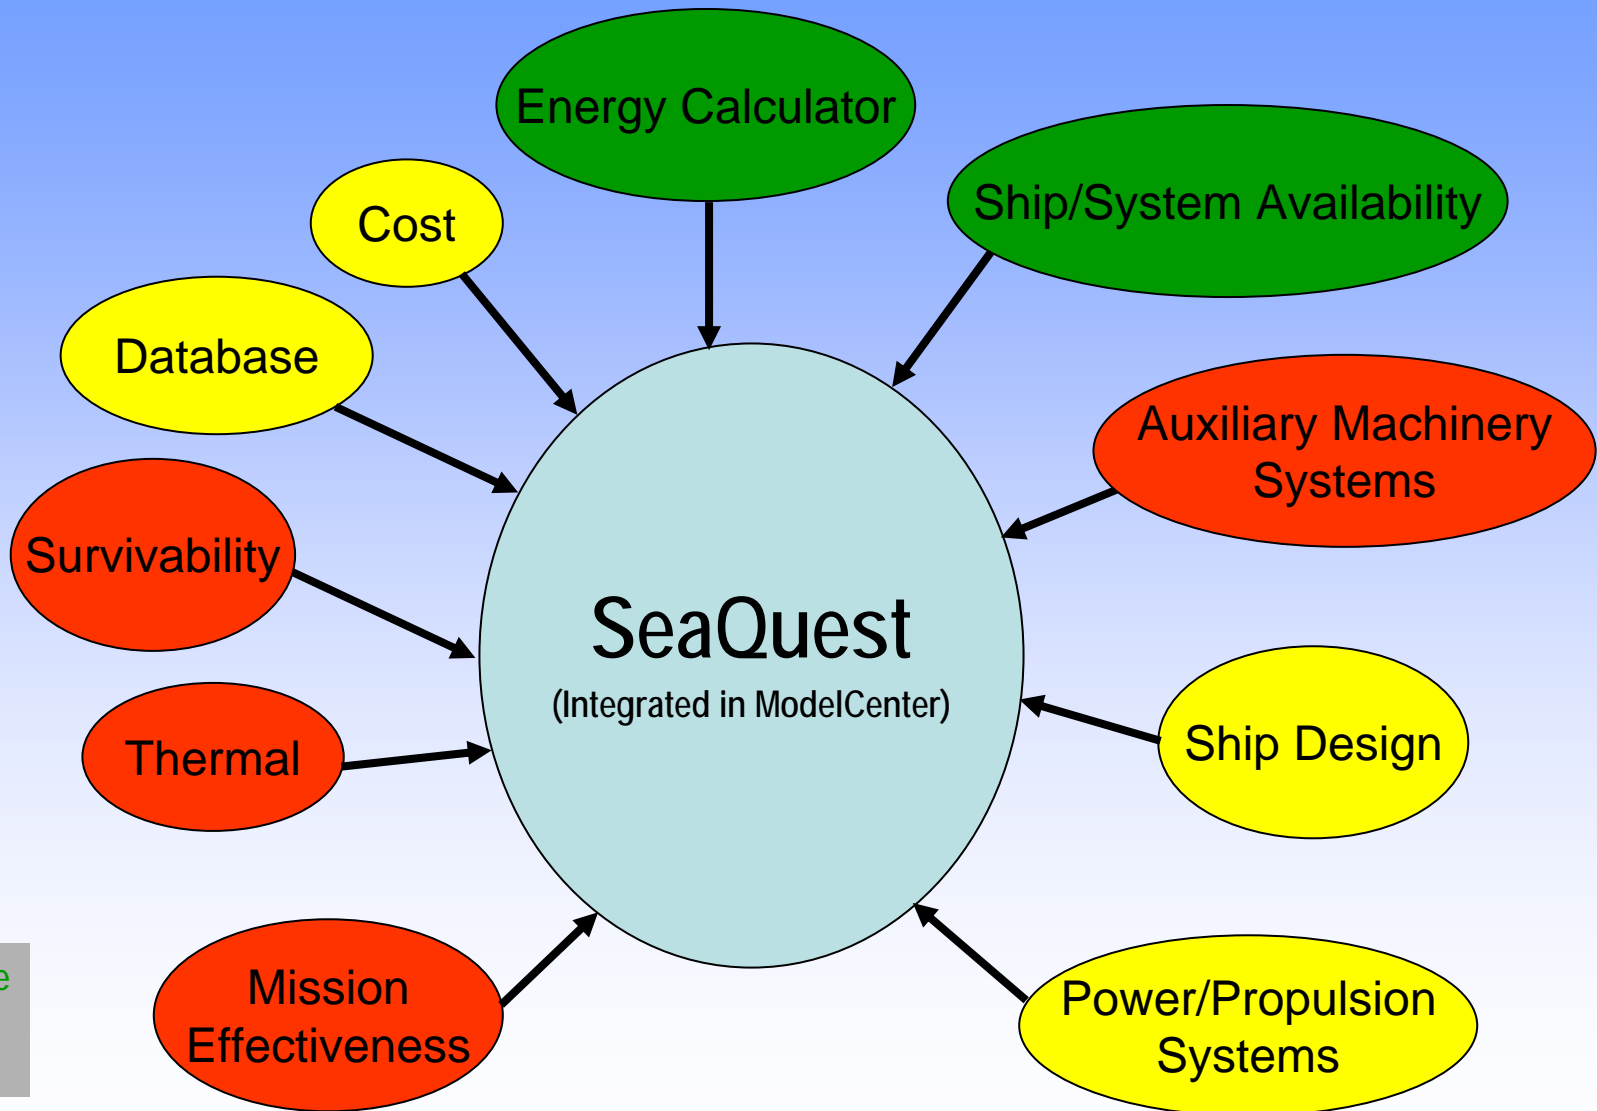 Energy Calculator
Ship/System Availability
Cost
Database
Auxiliary Machinery
Systems
Survivability
SeaQuest
(Integrated in ModelCenter)
Thermal
Ship Design
Mission
Effectiveness
Power/Propulsion
Systems